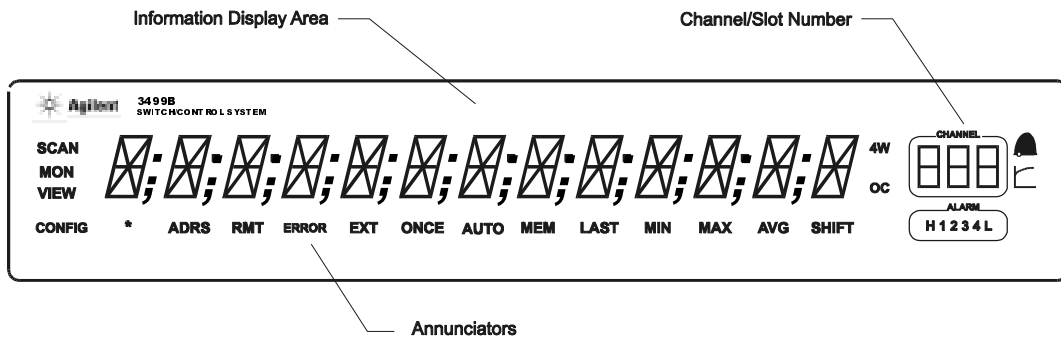 Information Display Area
Channel/Slot Number
Agilent
3499B
SWITCH/CONTROL SYSTEM
SCAN
MON
VIEW
4W
OC
CHANNEL
CONFIG * ADRS RMT ERROR EXT ONCE AUTO MEM LAST MIN MAX AVG SHIFT
ALARM
H 1 2 3 4 L
Annunciators